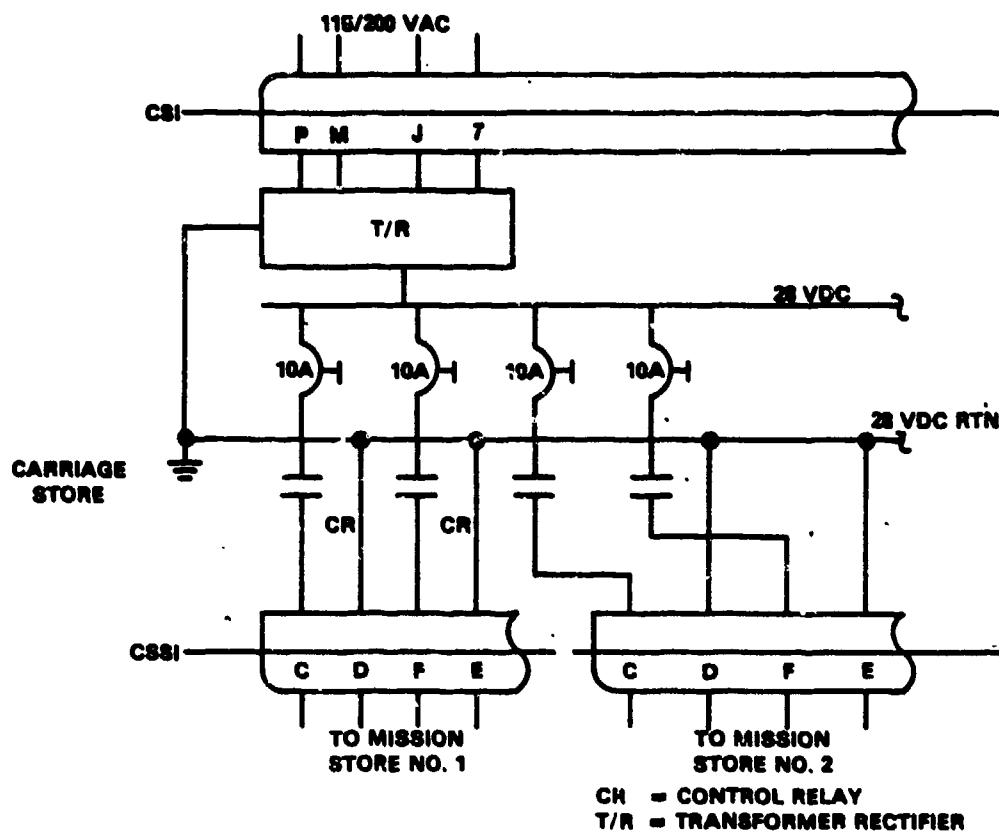 115/200 VAC
CSI
P M J 7
T/R
28 VDC
10A 10A 10A 10A
28 VDC RTN
CARRIAGE
STORE
CR CR
CSSI
C D F E C D F E
TO MISSION
STORE NO. 1
TO MISSION
STORE NO. 2
CR = CONTROL RELAY
T/R = TRANSFORMER RECTIFIER